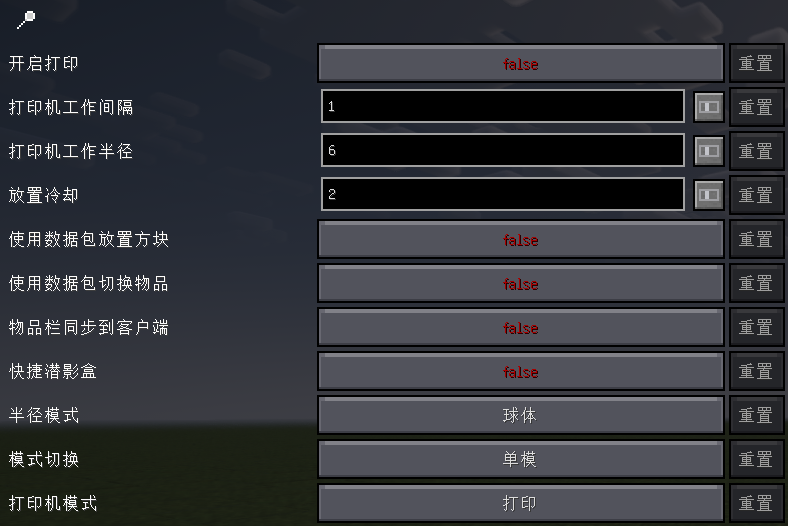 开启打印 false 重置
打印机工作间隔 1 重置
打印机工作半径 6 重置
放置冷却 2 重置
使用数据包放置方块 false 重置
使用数据包切换物品 false 重置
物品栏同步到客户端 false 重置
快捷潜影盒 false 重置
半径模式 球体 重置
模式切换 单模 重置
打印机模式 打印 重置